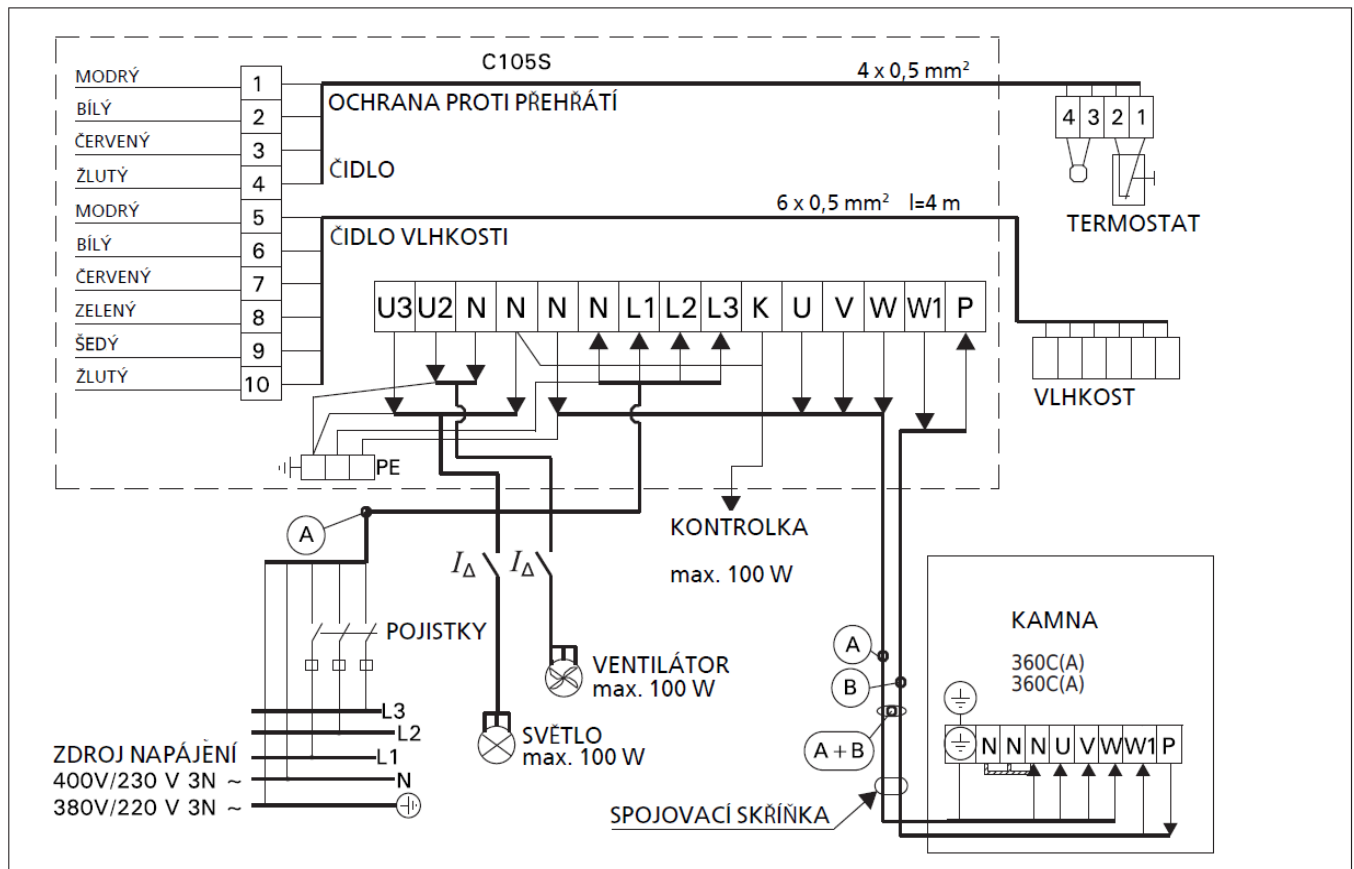 C105S
4 x 0,5 mm²
MODRÝ
1
BÍLÝ
2
ČERVENÝ
3
ŽLUTÝ
4
MODRÝ
5
BÍLÝ
6
ČERVENÝ
7
ZELENÝ
8
ŠEDÝ
9
ŽLUTÝ
10
OCHRANA PROTI PŘEHŘÁTÍ
ČIDLO
4 3 2 1
TERMOSTAT
6 x 0,5 mm² l=4 m
ČIDLO VLHKOSTI
U3 U2 N N N N L1 L2 L3 K U V W W1 P
VLHKOST
PE
A
KONTROLKA
max. 100 W
IΔ
IΔ
POJISTKY
VENTILÁTOR
max. 100 W
SVĚTLO
max. 100 W
L3
L2
L1
N
ZDROJ NAPÁJENÍ
400V/230 V 3N ~
380V/220 V 3N ~
A
B
A + B
SPOJOVACÍ SKŘÍŇKA
KAMNA
360C(A)
360C(A)
N N N U V W W1 P